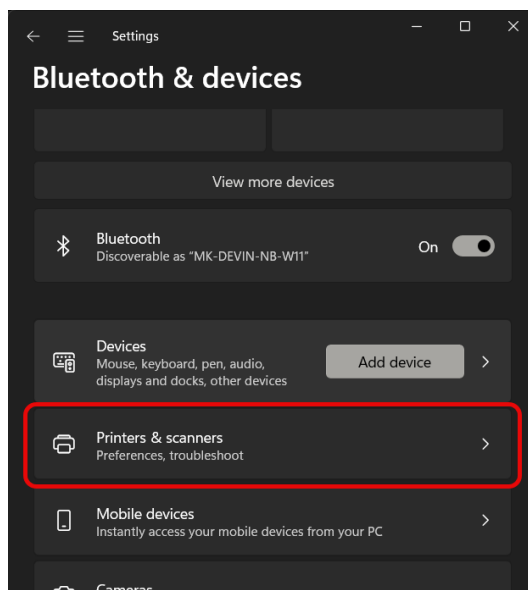 Settings
Bluetooth & devices
View more devices
Bluetooth
Discoverable as "MK-DEVIN-NB-W11"
On
Devices
Mouse, keyboard, pen, audio,
displays and docks, other devices
Add device
Printers & scanners
Preferences, troubleshoot
Mobile devices
Instantly access your mobile devices from your PC
Cameras